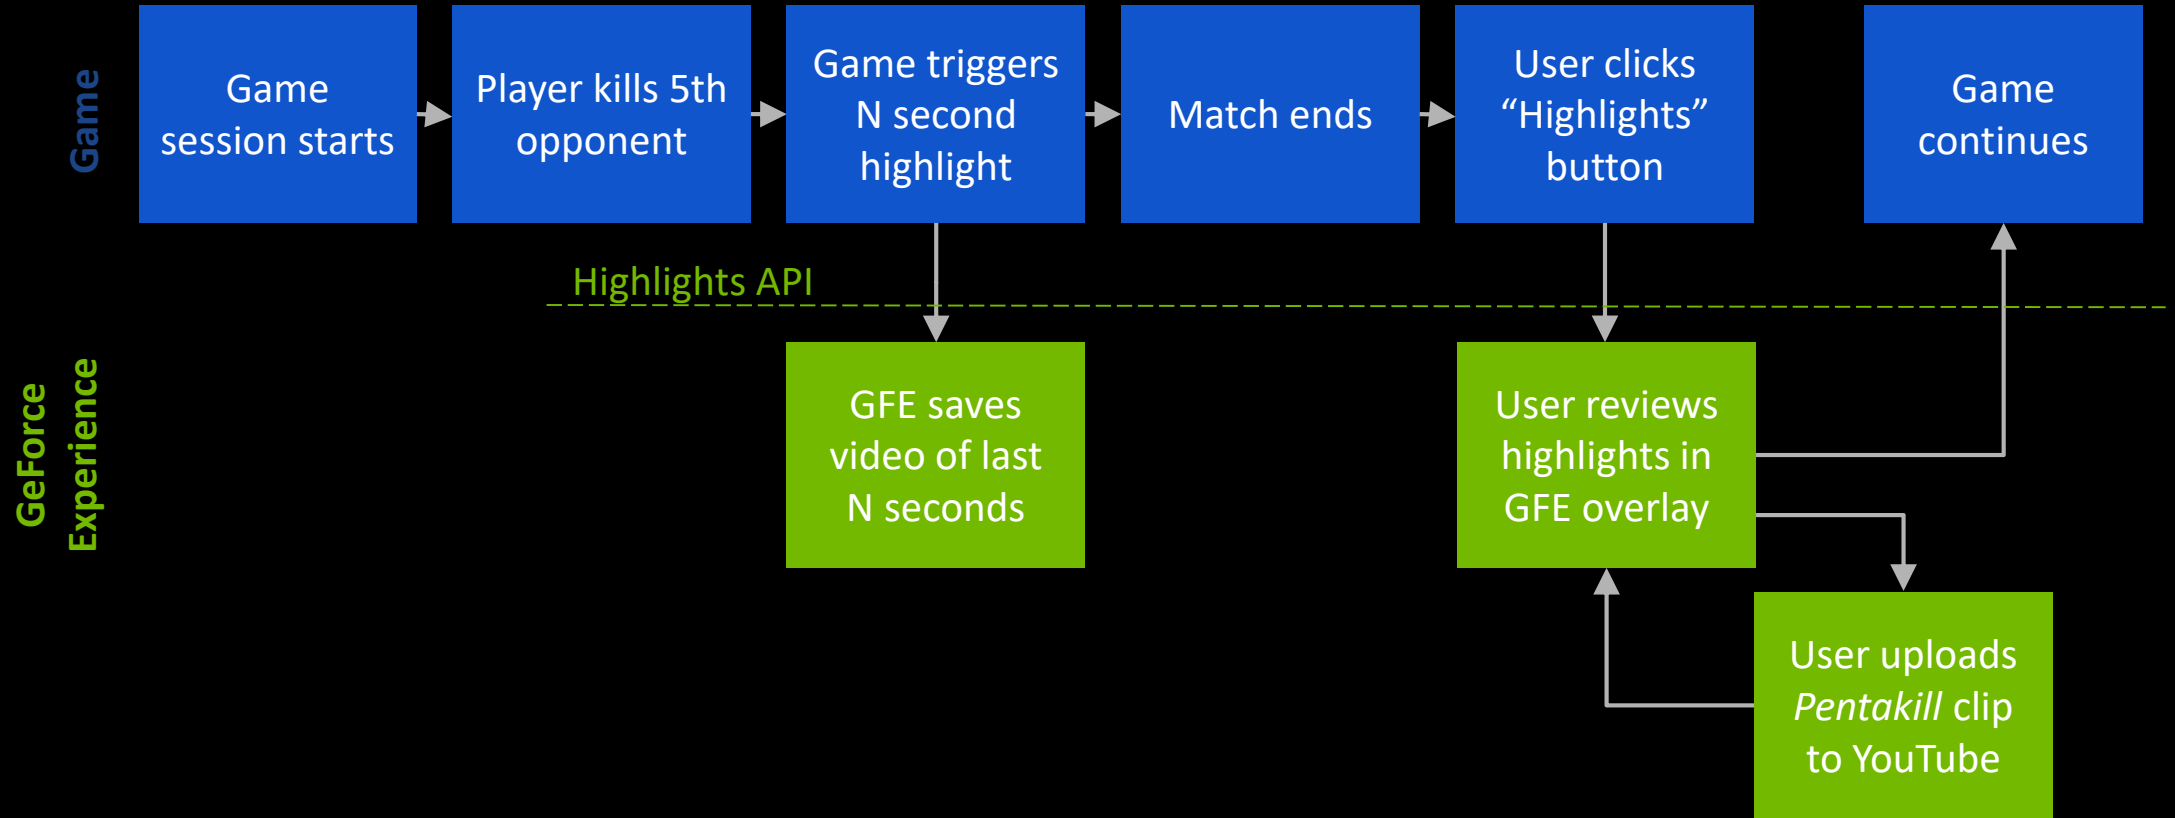 Game
Game
session starts
Player kills 5th
opponent
Game triggers
N second
highlight
Match ends
User clicks
“Highlights”
button
Game
continues
Highlights API
GeForce
Experience
GFE saves
video of last
N seconds
User reviews
highlights in
GFE overlay
User uploads
Pentakill clip
to YouTube